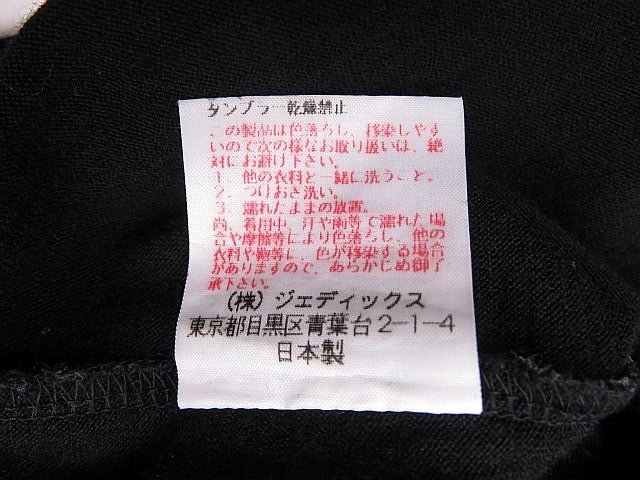 タンブラー乾燥禁止
この製品は色落ちし、移染しやす
いので次の様なお取り扱いは、絶
対にお避け下さい。
1. 他の衣料と一緒に洗うこと。
2. つけおき洗い。
3. 濡れたままの放置。
尚、着用中、汗や雨等で濡れた場
合や摩擦等により色落ちし、他の
衣料や鞄等に、色が移染する場合
がありますので、あらかじめ御了
承下さい。
(株) ジェディックス
東京都目黒区青葉台2-1-4
日本製